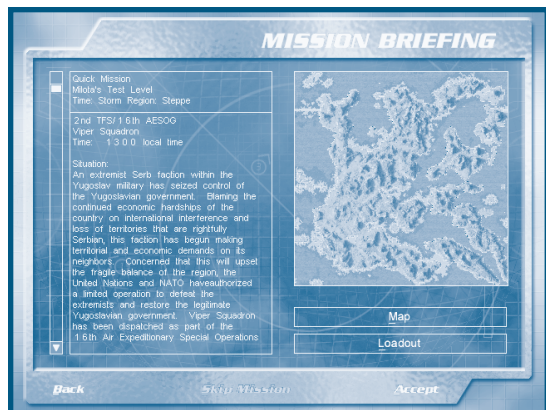 MISSION BRIEFING
Quick Mission
Milota's Test Level
Time: Storm Region: Steppe
2nd TFS/16th AESOG
Viper Squadron
Time: 1300 local time
Situation:
An extremist Serb faction within the
Yugoslav military has seized control of
the Yugoslavian government. Blaming the
continued economic hardships of the
country on international interference and
loss of territories that are rightfully
Serbian, this faction has begun making
territorial and economic demands on its
neighbors. Concerned that this will upset
the fragile balance of the region, the
United Nations and NATO haveauthorized
a limited operation to defeat the
extremists and restore the legitimate
Yugoslavian government. Viper Squadron
has been dispatched as part of the
16th Air Expeditionary Special Operations
Map
Loadout
Back
Skip Mission
Accept